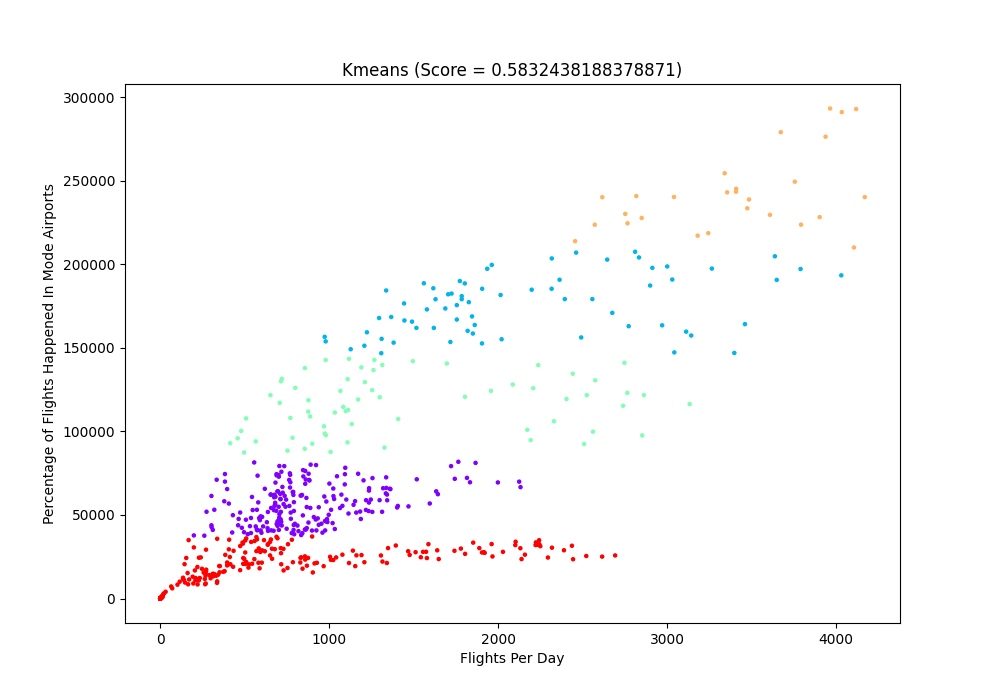 Kmeans (Score = 0.5832438188378871)
Percentage of Flights Happened In Mode Airports
300000
250000
200000
150000
100000
50000
0
0 1000 2000 3000 4000
Flights Per Day